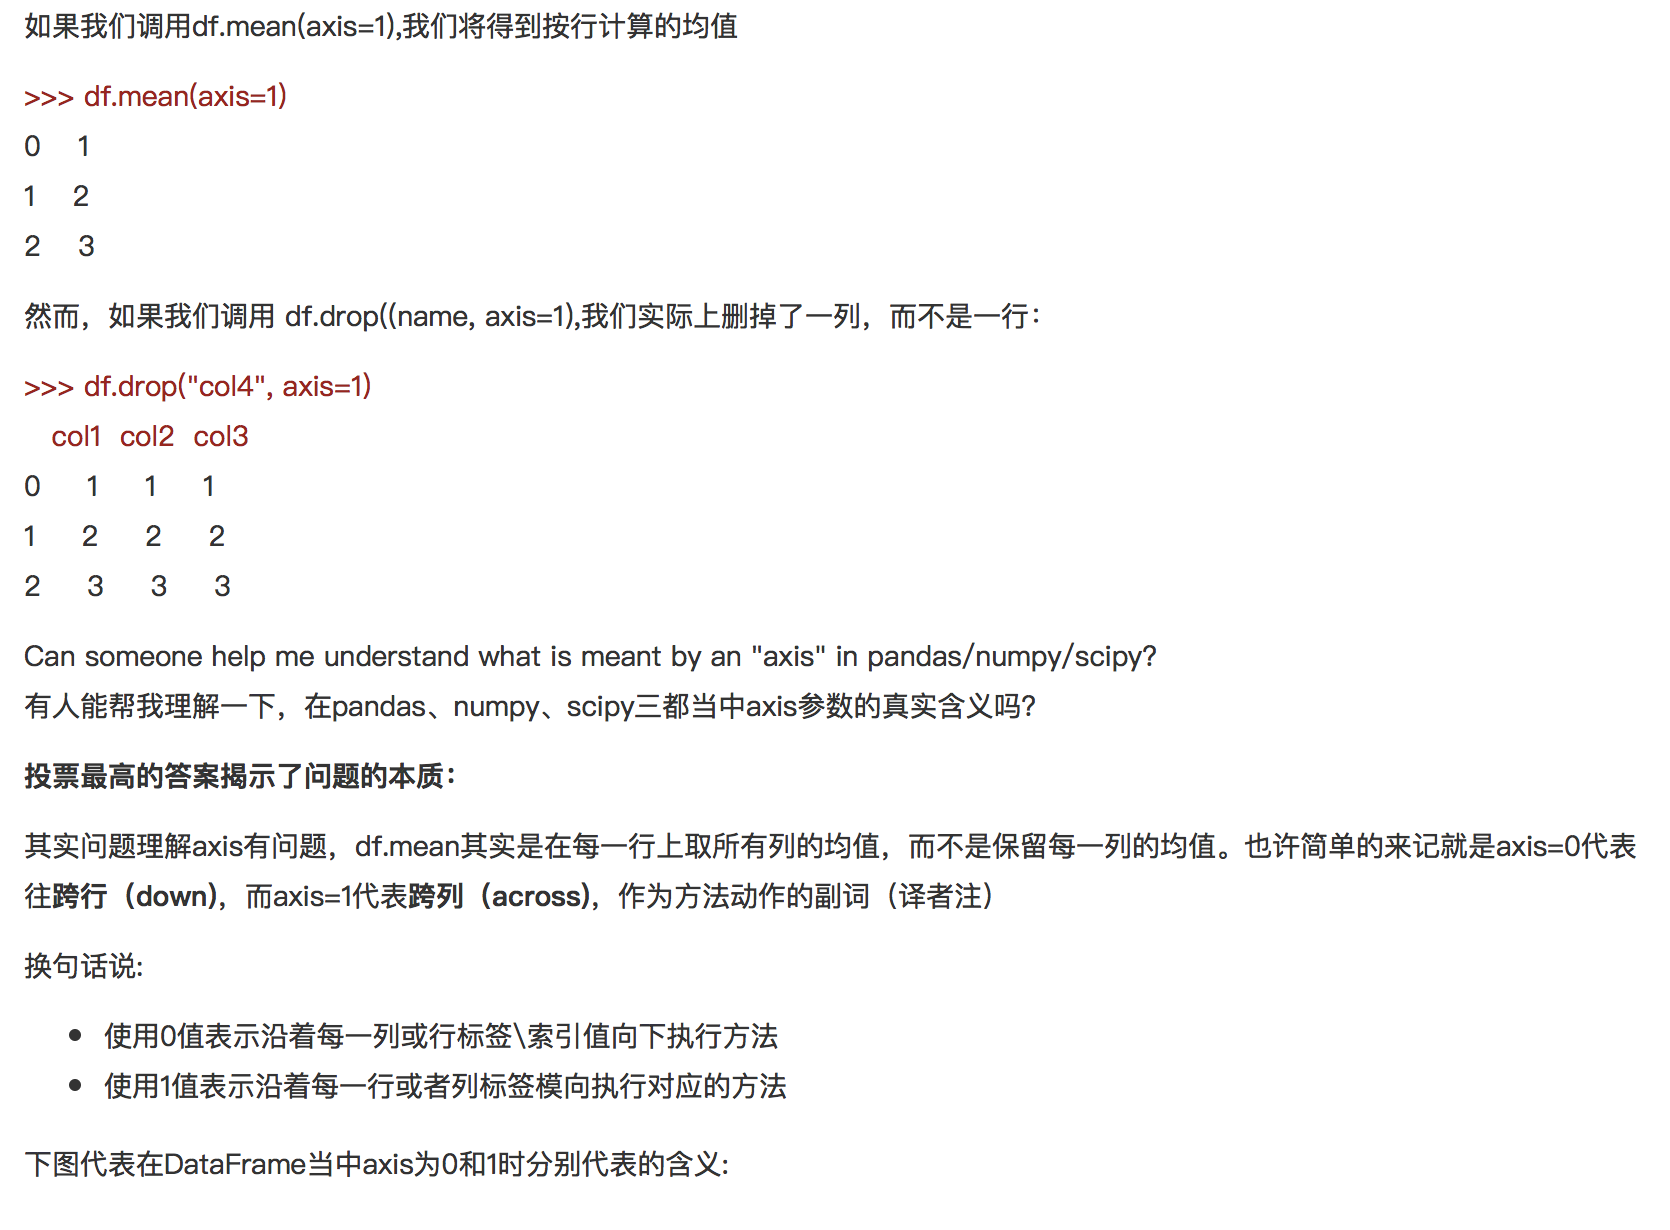 如果我们调用df.mean(axis=1),我们将得到按行计算的均值
>>> df.mean(axis=1)
0 1
1 2
2 3
然而，如果我们调用 df.drop((name, axis=1),我们实际上删掉了一列，而不是一行：
>>> df.drop("col4", axis=1)
col1 col2 col3
0 1 1 1
1 2 2 2
2 3 3 3
Can someone help me understand what is meant by an "axis" in pandas/numpy/scipy?
有人能帮我理解一下，在pandas、numpy、scipy三都当中axis参数的真实含义吗?
投票最高的答案揭示了问题的本质：
其实问题理解axis有问题，df.mean其实是在每一行上取所有列的均值，而不是保留每一列的均值。也许简单的来记就是axis=0代表
往跨行（down)，而axis=1代表跨列（across)，作为方法动作的副词（译者注）
换句话说:
• 使用0值表示沿着每一列或行标签\索引值向下执行方法
• 使用1值表示沿着每一行或者列标签模向执行对应的方法
下图代表在DataFrame当中axis为0和1时分别代表的含义: